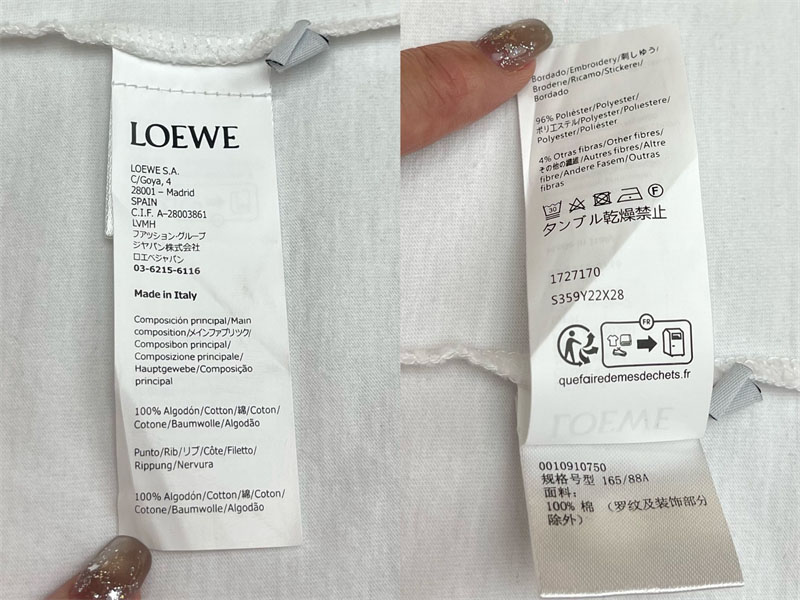 LOEWE
LOEWE S.A.
C/Goya, 4
28001 – Madrid
SPAIN
C.I.F. A–28003861
LVMH
ファッション・グループ
ジヤパン株式会社
ロエベジャパン
03-6215-6116
Made in Italy
Composición principal/Main
composition/メインファブリック/
Composibon principal/
Composizione principale/
Hauptgewebe/Composição
principal
100% Algodón/Cotton/綿/Coton/
Cotone/Baumwolle/Algodão
Punto/Rib/リブ/Côte/Filetto/
Rippung/Nervura
100% Algodón/Cotton/綿/Coton/
Cotone/Baumwolle/Algodão
Bordado/Embroidery/刺しゅう/
Broderie/Ricamo/Stickerei/
Bordado
96% Poliéster/Polyester/
ポリエステル/Polyester/Poliestere/
Polyester/Poliéster
4% Otras fibras/Other fibres/
その他の繊維/Autres fibres/Altre
fibre/Andere Fasem/Outras
fibras
30
F
タンブル乾燥禁止
1727170
S359Y22X28
FR
quefairedemesdechets.fr
LOEWE
0010910750
规格号型 165/88A
面料:
100% 棉 (罗纹及装饰部分
除外)